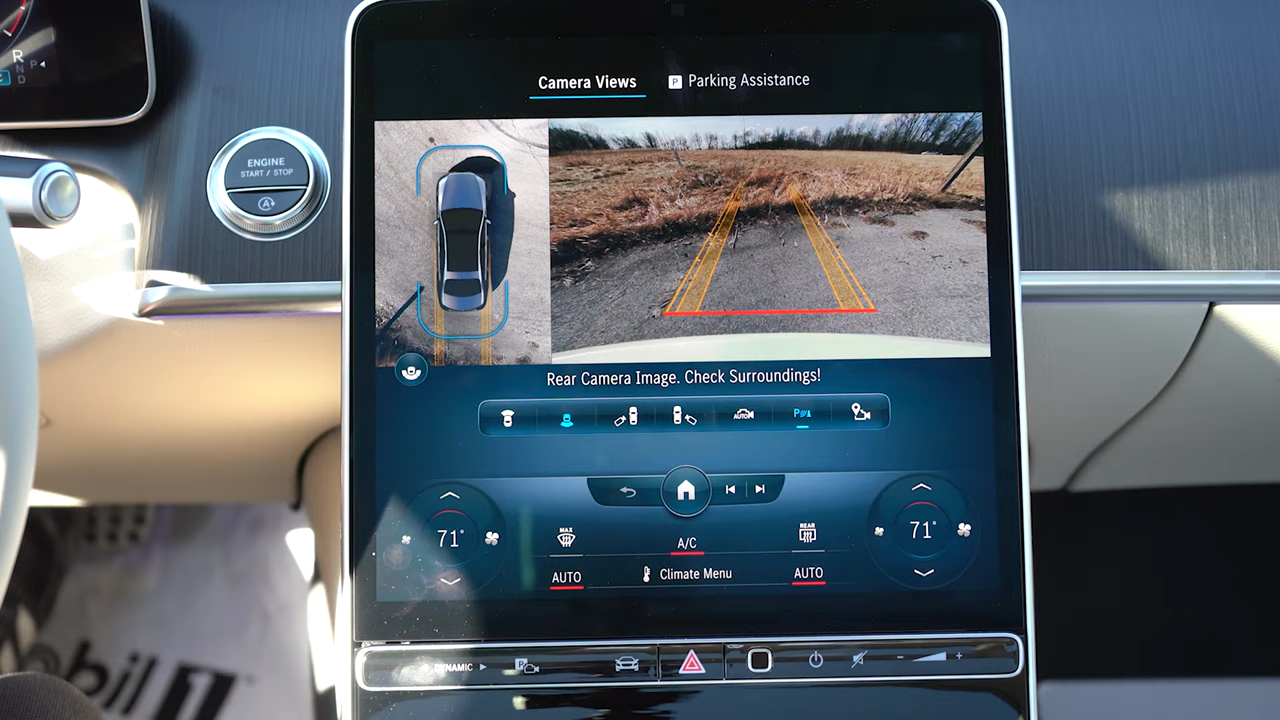 R
N P
D
ENGINE
START / STOP
A
Camera Views
P Parking Assistance
Rear Camera Image. Check Surroundings!
AUTO
P
71°
MAX
A/C
REAR
71°
AUTO
Climate Menu
AUTO
DYNAMIC
P
- +
Mobil 1